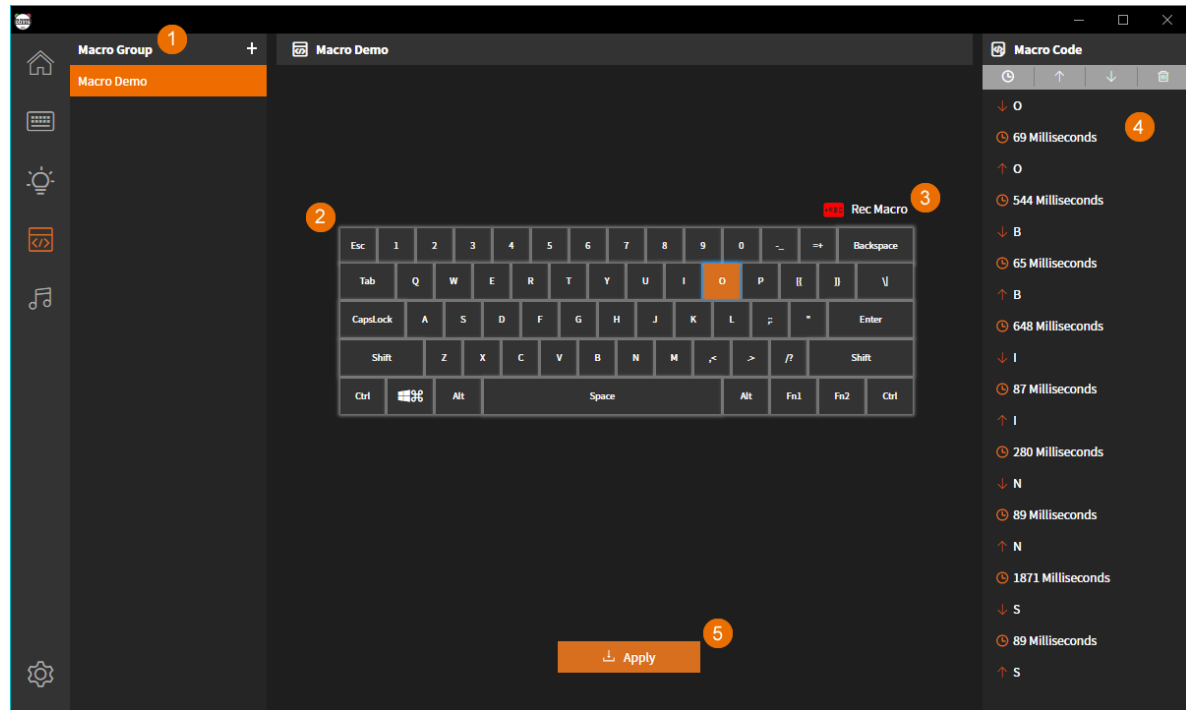 Macro Group
1
+
Macro Demo
Macro Demo
2
3
Rec Macro
Esc 1 2 3 4 5 6 7 8 9 0 -_ =+ Backspace
Tab Q W E R T Y U I O P [{ ]} \|
CapsLock A S D F G H J K L ;: " Enter
Shift Z X C V B N M ,< .> /? Shift
Ctrl Alt Space Alt Fn1 Fn2 Ctrl
5
Apply
Macro Code
4
↓ O
69 Milliseconds
↑ O
544 Milliseconds
↓ B
65 Milliseconds
↑ B
648 Milliseconds
↓ I
87 Milliseconds
↑ I
280 Milliseconds
↓ N
89 Milliseconds
↑ N
1871 Milliseconds
↓ S
89 Milliseconds
↑ S